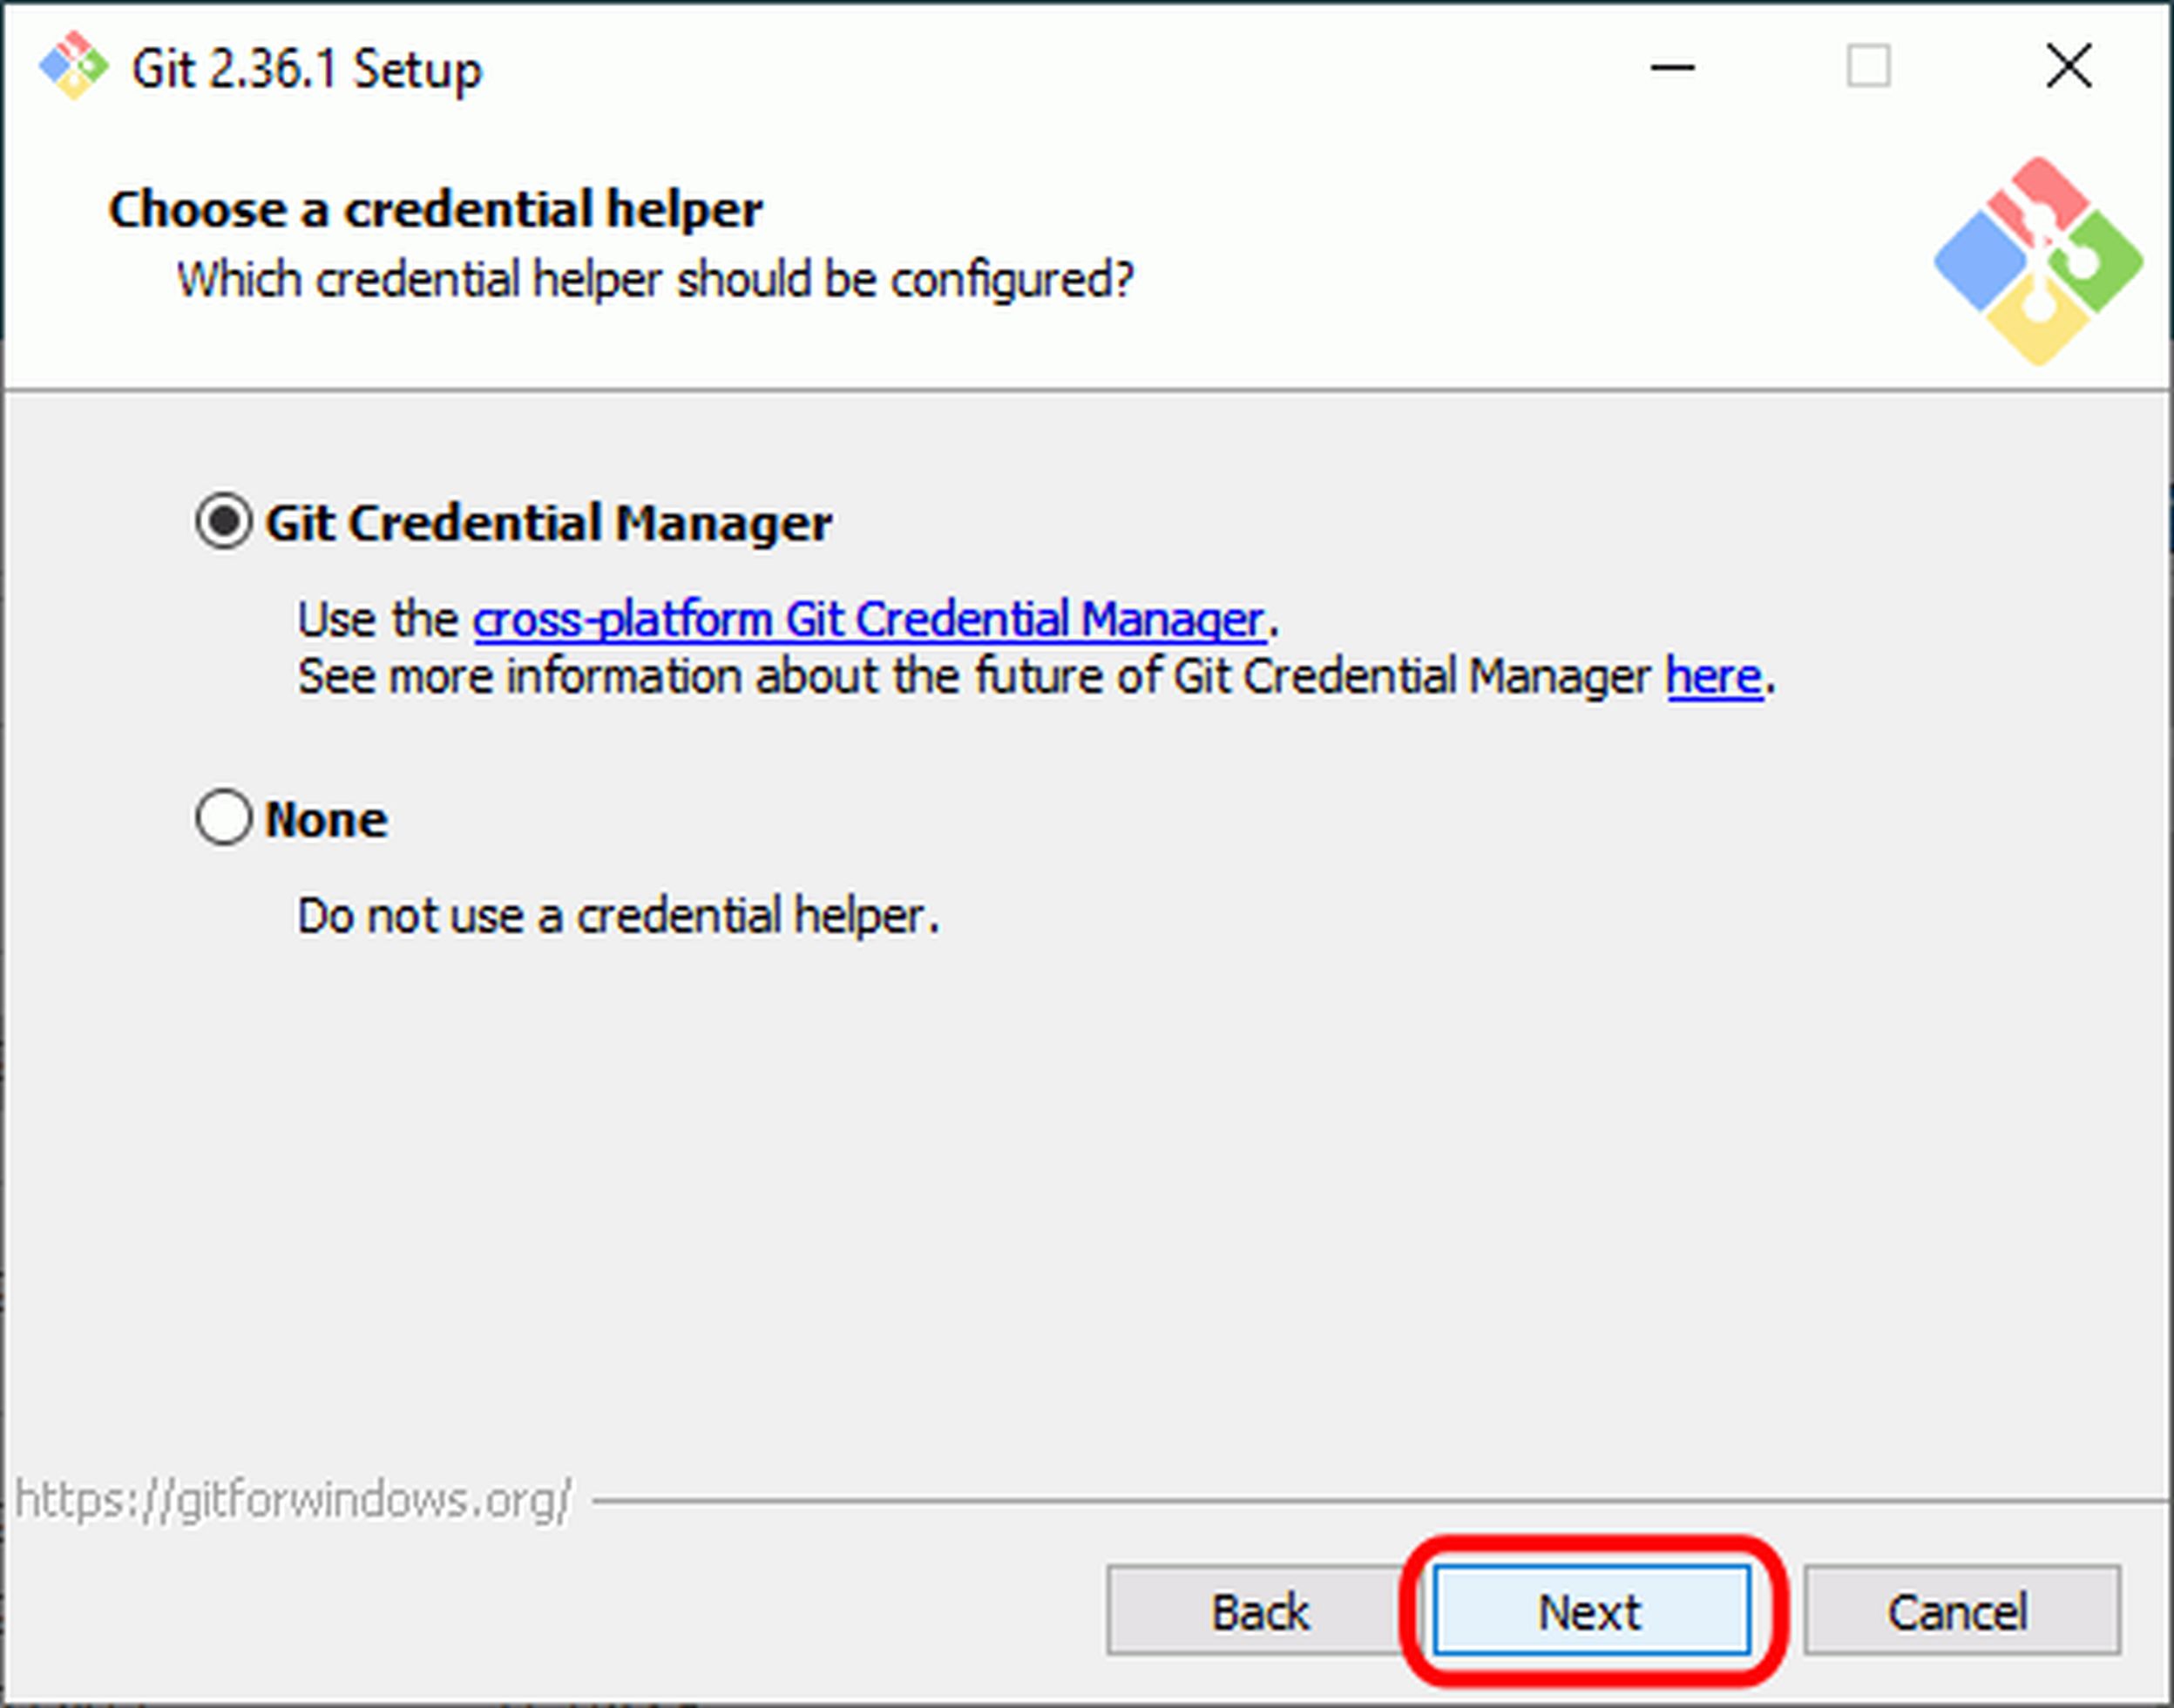 Git 2.36.1 Setup
Choose a credential helper
Which credential helper should be configured?
Git Credential Manager
Use the cross-platform Git Credential Manager.
See more information about the future of Git Credential Manager here.
None
Do not use a credential helper.
https://gitforwindows.org/
Back Next Cancel